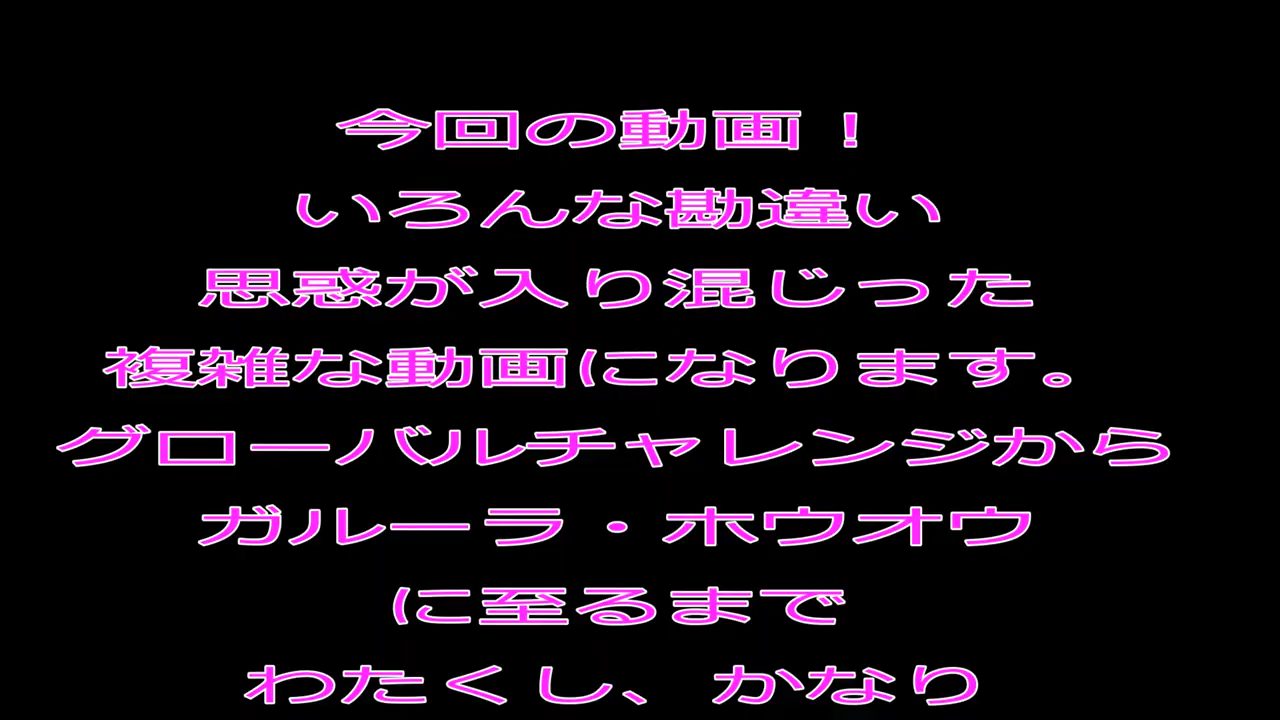 今回の動画！
いろんな勘違い
思惑が入り混じった
複雑な動画になります。
グローバルチャレンジから
ガルーラ・ホウオウ
に至るまで
わたくし、かなり